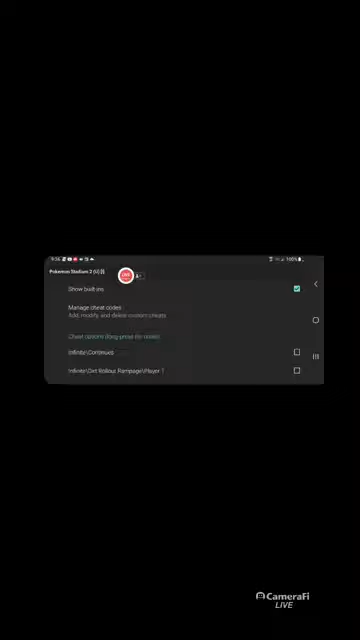 100%
Pokemon Stadium 2 (G) [!]
Show built-ins
Manage cheat codes
Add, modify, and delete custom cheats
Cheat options (long-press for notes)
Infinite\Continues
Infinite\Dirt Rollout Rampage\Player 1
CameraFi
LIVE